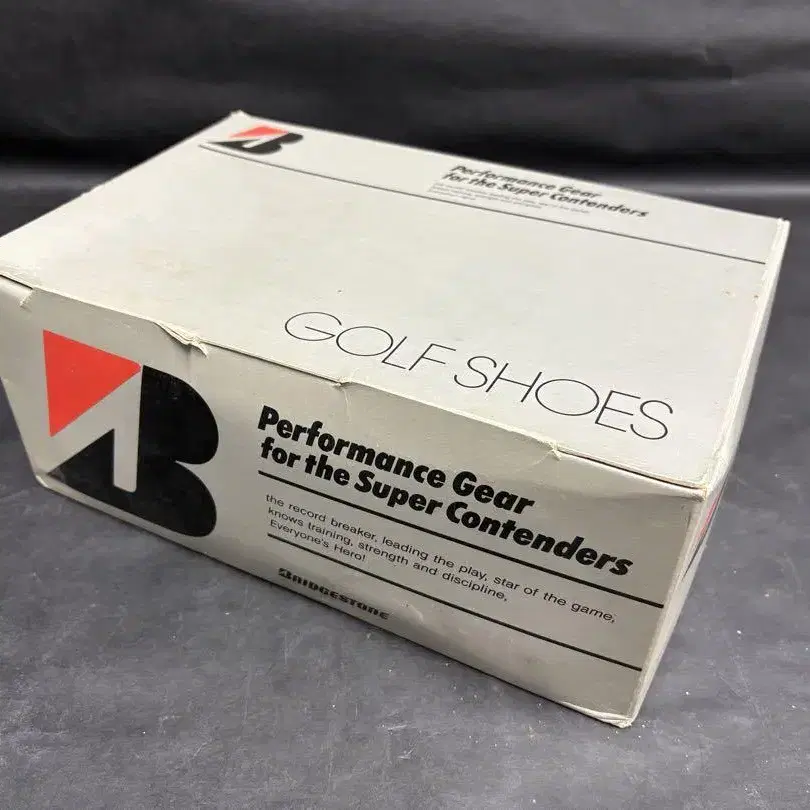 Performance Gear
for the Super Contenders
GOLF SHOES
B
Performance Gear
for the Super Contenders
the record breaker, leading the play, star of the game,
knows training, strength and discipline,
Everyone's Hero!
BRIDGESTONE